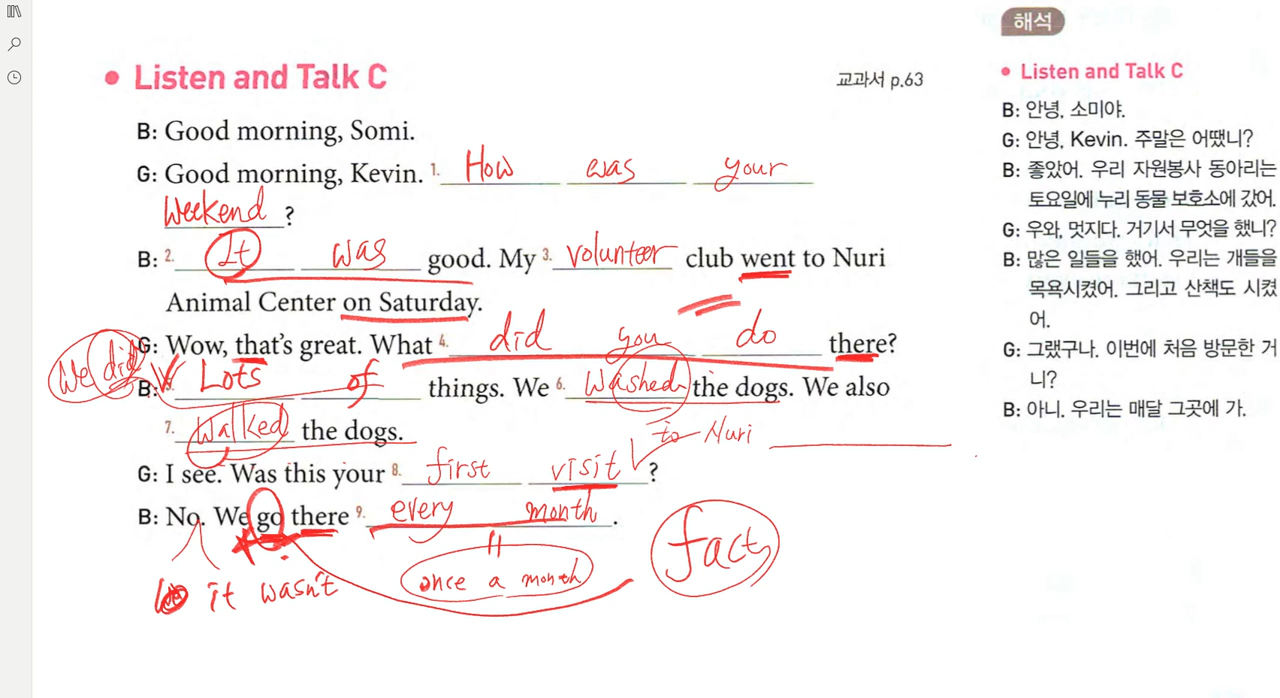 해석
• Listen and Talk C
교과서 p.63
B: Good morning, Somi.
G: Good morning, Kevin. 1. How was your
weekend ?
B: 2. It was good. My 3. volunteer club went to Nuri
Animal Center on Saturday.
G: Wow, that's great. What 4. did you do there?
We did
B: 5. Lots of things. We 6. washed the dogs. We also
7. walked the dogs.
to Nuri
G: I see. Was this your 8. first visit ?
B: No. We go there 9. every month .
it wasn't
once a month
fact
• Listen and Talk C
B: 안녕, 소미야.
G: 안녕, Kevin. 주말은 어땠니?
B: 좋았어. 우리 자원봉사 동아리는
토요일에 누리 동물 보호소에 갔어.
G: 우와, 멋지다. 거기서 무엇을 했니?
B: 많은 일들을 했어. 우리는 개들을
목욕시켰어. 그리고 산책도 시켰
어.
G: 그랬구나. 이번에 처음 방문한 거
니?
B: 아니. 우리는 매달 그곳에 가.